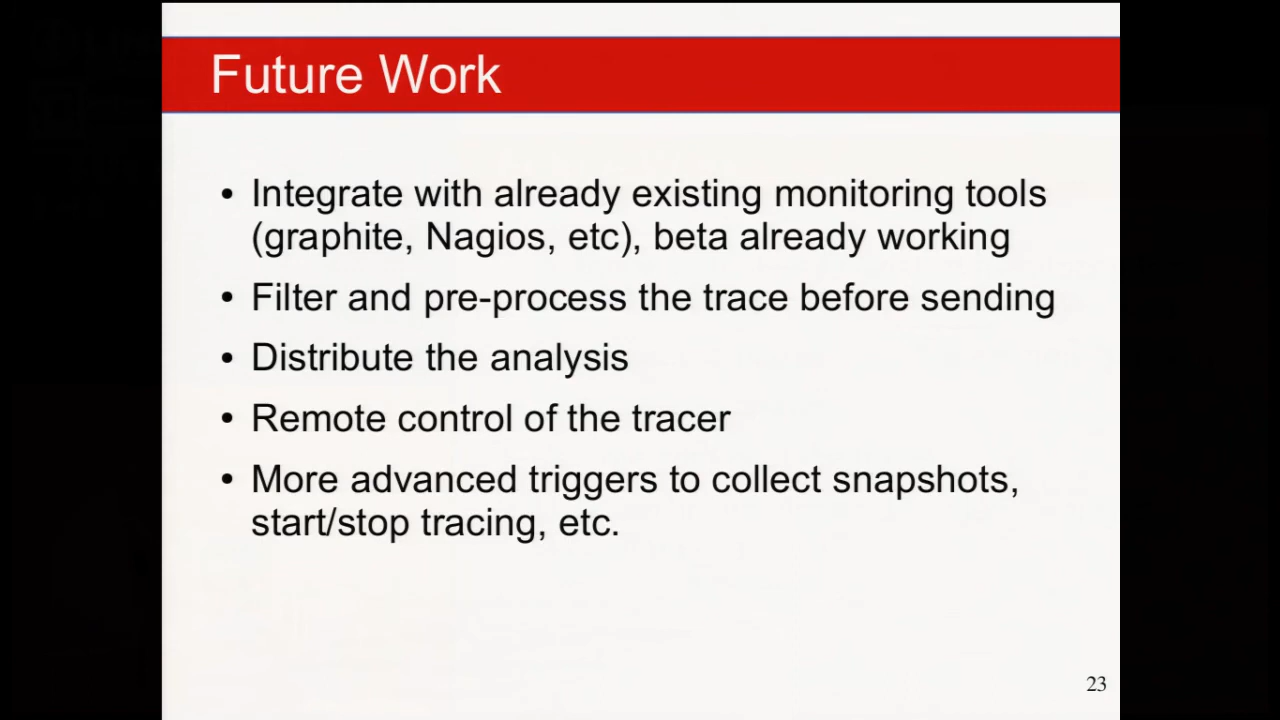 Future Work
• Integrate with already existing monitoring tools
(graphite, Nagios, etc), beta already working
• Filter and pre-process the trace before sending
• Distribute the analysis
• Remote control of the tracer
• More advanced triggers to collect snapshots,
start/stop tracing, etc.
23